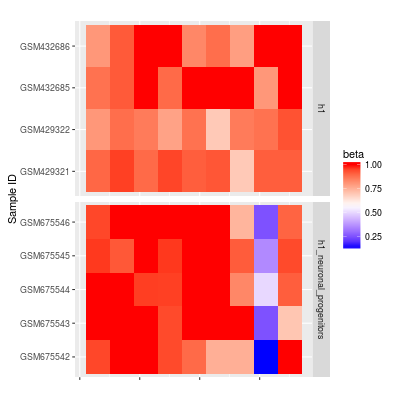 GSM432686
GSM432685
GSM429322
GSM429321
h1
GSM675546
GSM675545
GSM675544
GSM675543
GSM675542
h1_neuronal_progenitors
Sample ID
beta
1.00
0.75
0.50
0.25